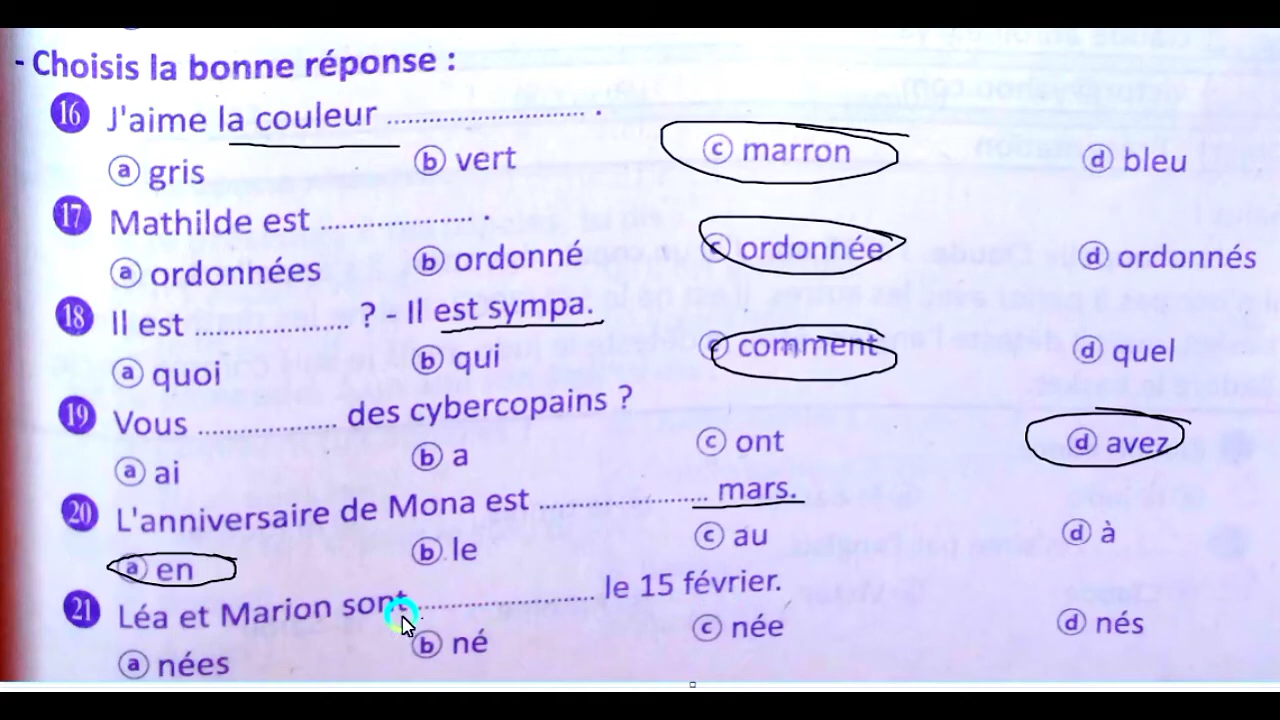 - Choisis la bonne réponse :
16 J'aime la couleur ........................ .
a gris b vert c marron d bleu
17 Mathilde est ........................ .
a ordonnées b ordonné c ordonnée d ordonnés
18 Il est ........................ ? - Il est sympa.
a quoi b qui c comment d quel
19 Vous .................... des cybercopains ?
a ai b a c ont d avez
20 L'anniversaire de Mona est ........................ mars.
a en b le c au d à
21 Léa et Marion sont ........................ le 15 février.
a nées b né c née d nés